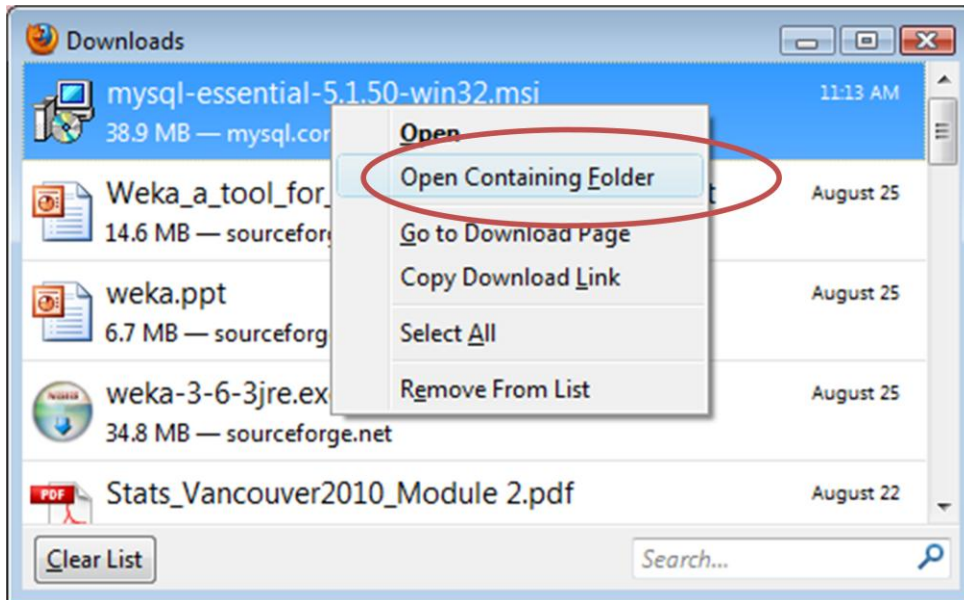 Downloads
mysql-essential-5.1.50-win32.msi
11:13 AM
38.9 MB — mysql.cor
Open
Open Containing Folder
Weka_a_tool_for_
t
August 25
14.6 MB — sourceforg
Go to Download Page
Copy Download Link
weka.ppt
August 25
6.7 MB — sourceforg
Select All
Remove From List
weka-3-6-3jre.ex
August 25
34.8 MB — sourceforge.net
PDF
Stats_Vancouver2010_Module 2.pdf
August 22
Clear List
Search...